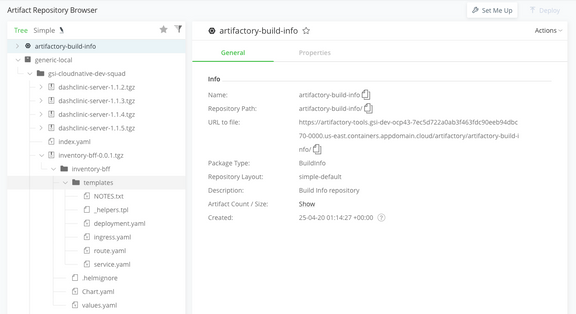 Artifact Repository Browser
Set Me Up
Deploy
Tree Simple
artifactory-build-info
generic-local
gsi-cloudnative-dev-squad
dashclinic-server-1.1.2.tgz
dashclinic-server-1.1.3.tgz
dashclinic-server-1.1.4.tgz
dashclinic-server-1.1.5.tgz
index.yaml
inventory-bff-0.0.1.tgz
inventory-bff
templates
NOTES.txt
_helpers.tpl
deployment.yaml
ingress.yaml
route.yaml
service.yaml
.helmignore
Chart.yaml
values.yaml
artifactory-build-info
Actions
General
Properties
Info
Name: artifactory-build-info
Repository Path: artifactory-build-info/
URL to file: https://artifactory-tools.gsi-dev-ocp43-7ec5d722a0ab3f463fdc90eeb94dbc
70-0000.us-east.containers.appdomain.cloud/artifactory/artifactory-build-i
nfo/
Package Type: BuildInfo
Repository Layout: simple-default
Description: Build Info repository
Artifact Count / Size: Show
Created: 25-04-20 01:14:27 +00:00 ?